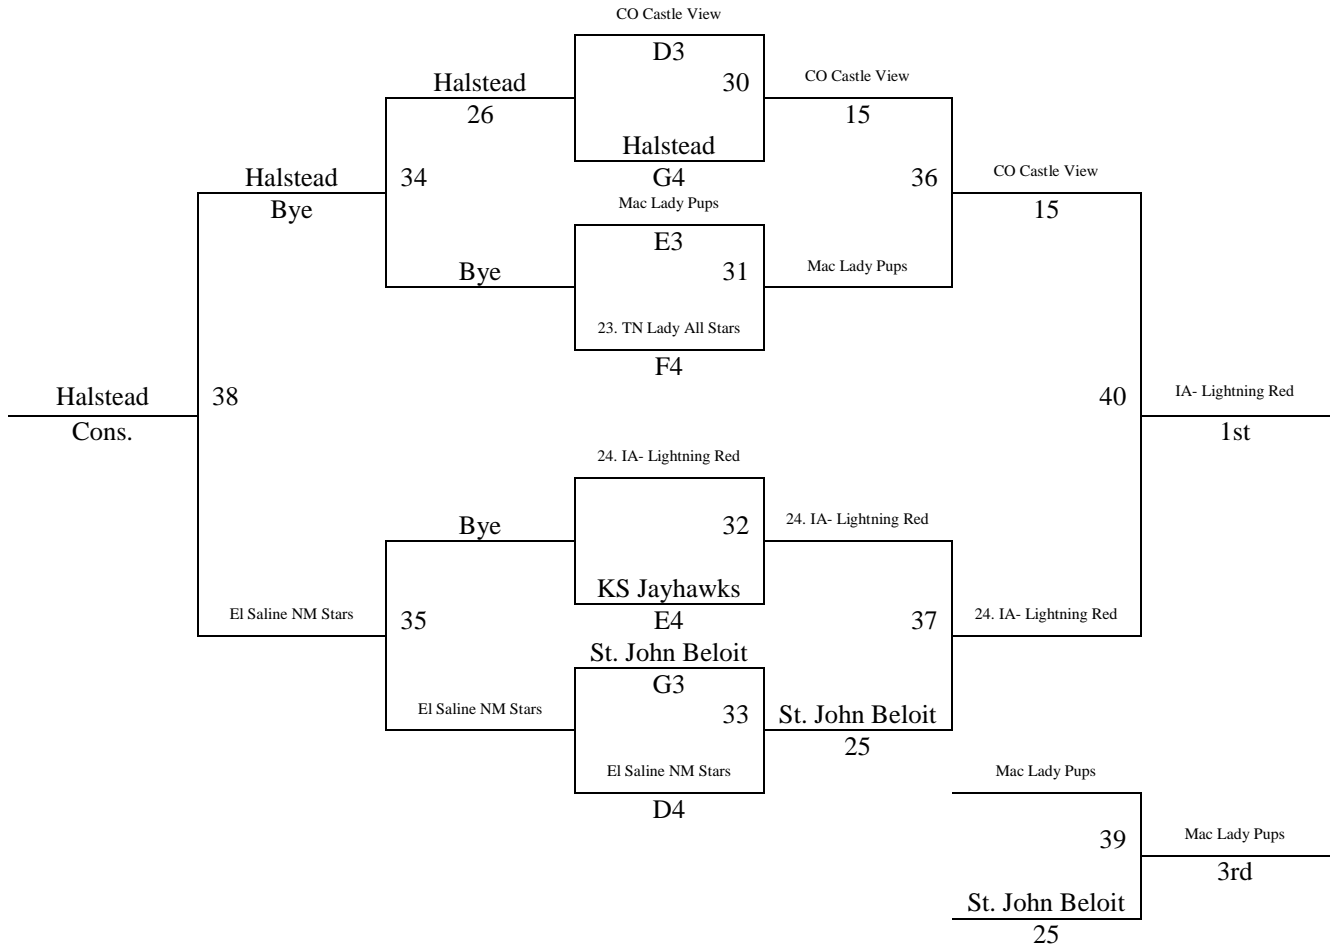 CO Castle View
D3
Halstead
30
CO Castle View
26
15
Halstead
G4
Halstead
34
36
CO Castle View
Bye
Mac Lady Pups
15
E3
Bye
31
Mac Lady Pups
23. TN Lady All Stars
F4
Halstead
38
40
IA- Lightning Red
Cons.
1st
24. IA- Lightning Red
Bye
32
24. IA- Lightning Red
KS Jayhawks
El Saline NM Stars
35
E4
37
24. IA- Lightning Red
St. John Beloit
G3
El Saline NM Stars
33
St. John Beloit
25
El Saline NM Stars
Mac Lady Pups
D4
39
Mac Lady Pups
3rd
St. John Beloit
25